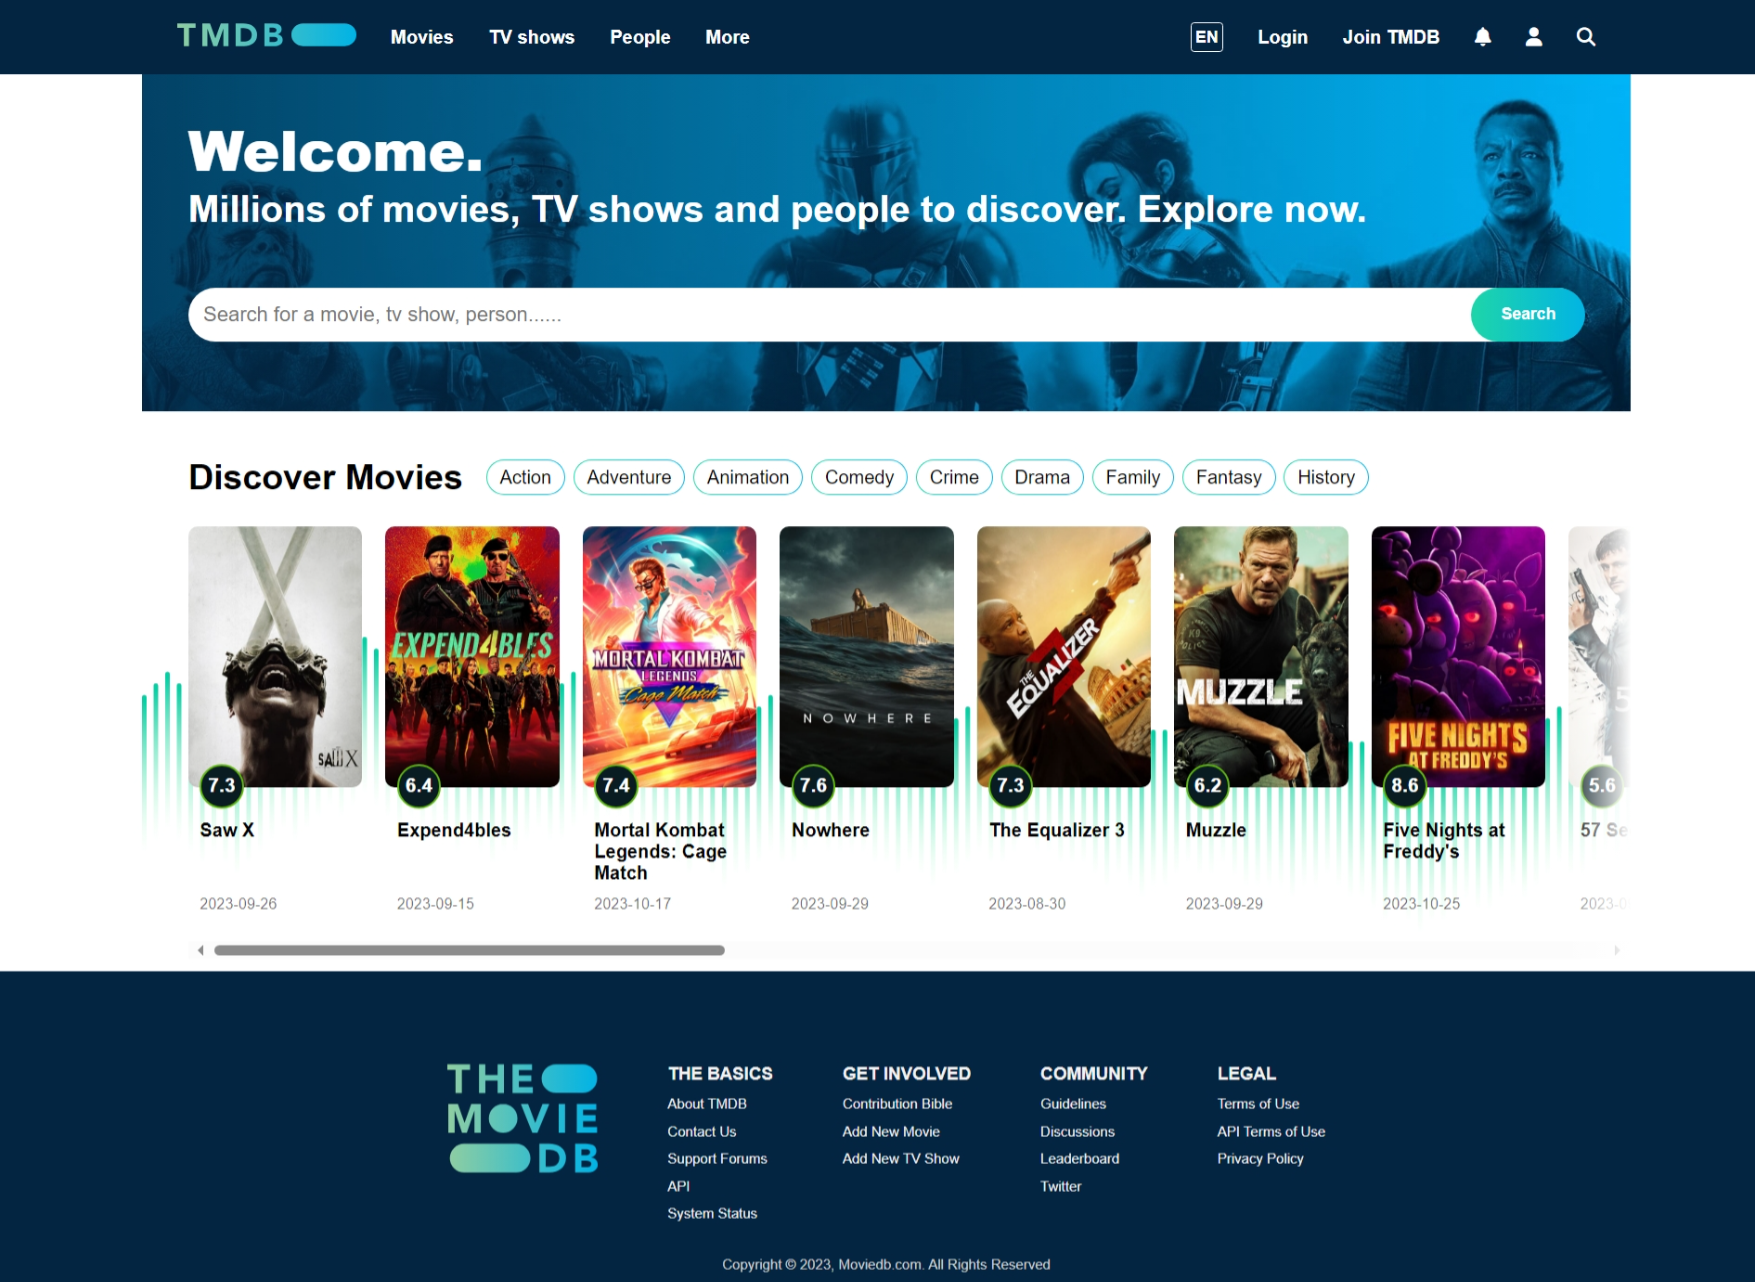 TMDB
Movies
TV shows
People
More
EN
Login
Join TMDB
Welcome.
Millions of movies, TV shows and people to discover. Explore now.
Search for a movie, tv show, person......
Search
Discover Movies
Action
Adventure
Animation
Comedy
Crime
Drama
Family
Fantasy
History
SAW X
EXPEND4BLES
MORTAL KOMBAT
LEGENDS
Cage Match
NOWHERE
THE
EQUALIZER
3
MUZZLE
FIVE NIGHTS
AT FREDDY'S
5
7.3
6.4
7.4
7.6
7.3
6.2
8.6
5.6
Saw X
Expend4bles
Mortal Kombat
Legends: Cage
Match
Nowhere
The Equalizer 3
Muzzle
Five Nights at
Freddy's
57 Se
2023-09-26
2023-09-15
2023-10-17
2023-09-29
2023-08-30
2023-09-29
2023-10-25
2023-0
THE
MOVIE
DB
THE BASICS
About TMDB
Contact Us
Support Forums
API
System Status
GET INVOLVED
Contribution Bible
Add New Movie
Add New TV Show
COMMUNITY
Guidelines
Discussions
Leaderboard
Twitter
LEGAL
Terms of Use
API Terms of Use
Privacy Policy
Copyright © 2023, Moviedb.com. All Rights Reserved